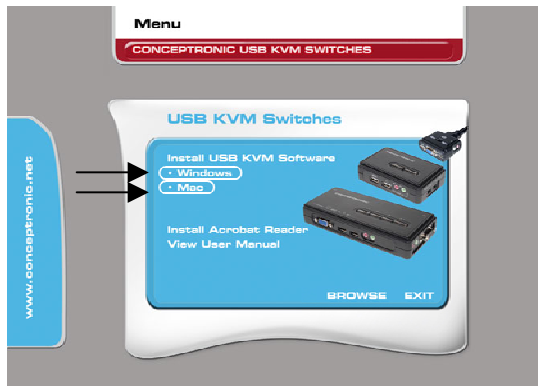 Menu
CONCEPTRONIC USB KVM SWITCHES
USB KVM Switches
Install USB KVM Software
• Windows
• Mac
Install Acrobat Reader
View User Manual
BROWSE EXIT
www.conceptronic.net